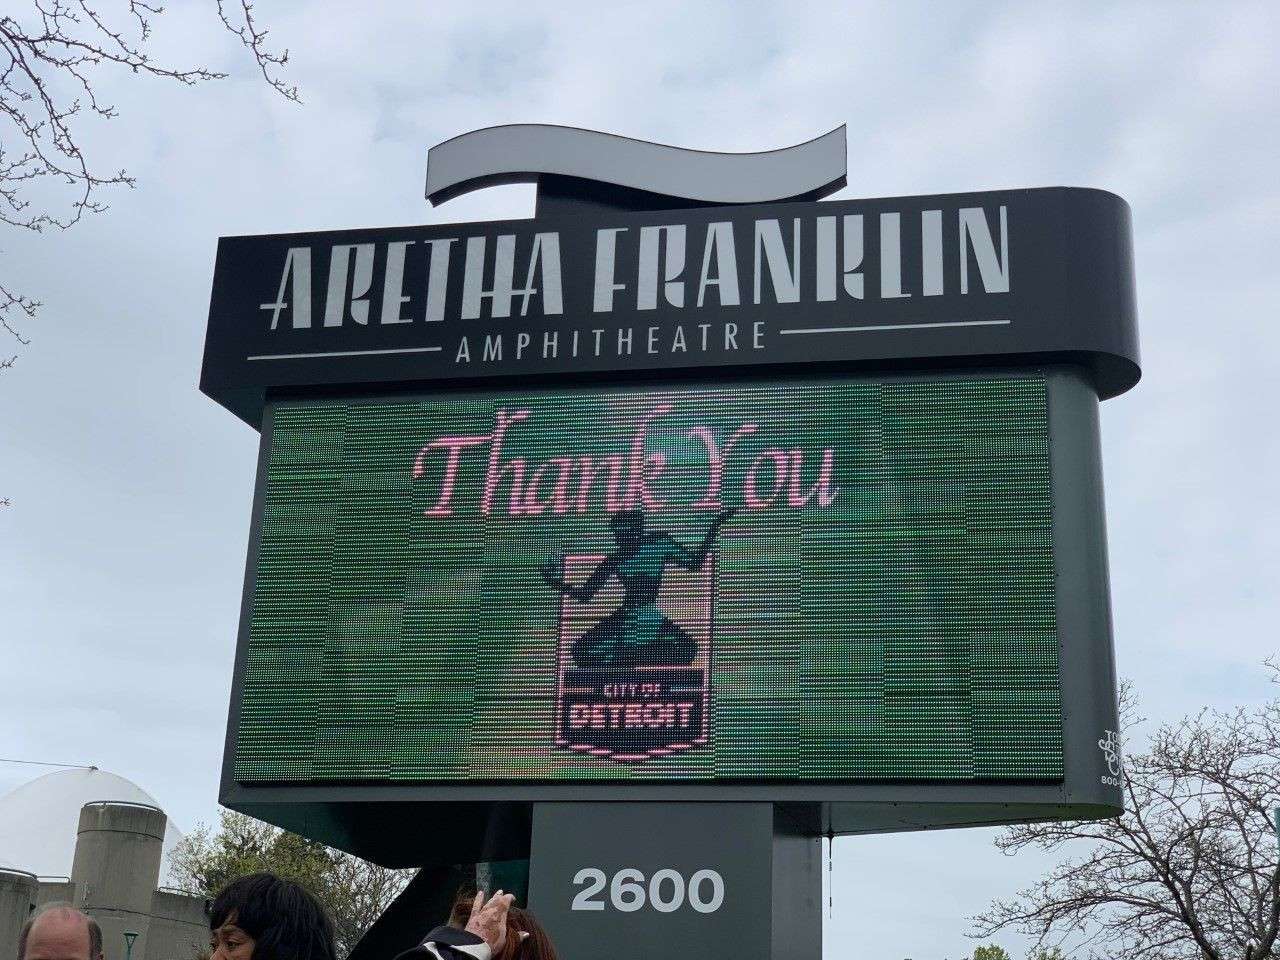 ARETHA FRANKLIN
AMPHITHEATRE
Thank You
CITY OF
DETROIT
2600